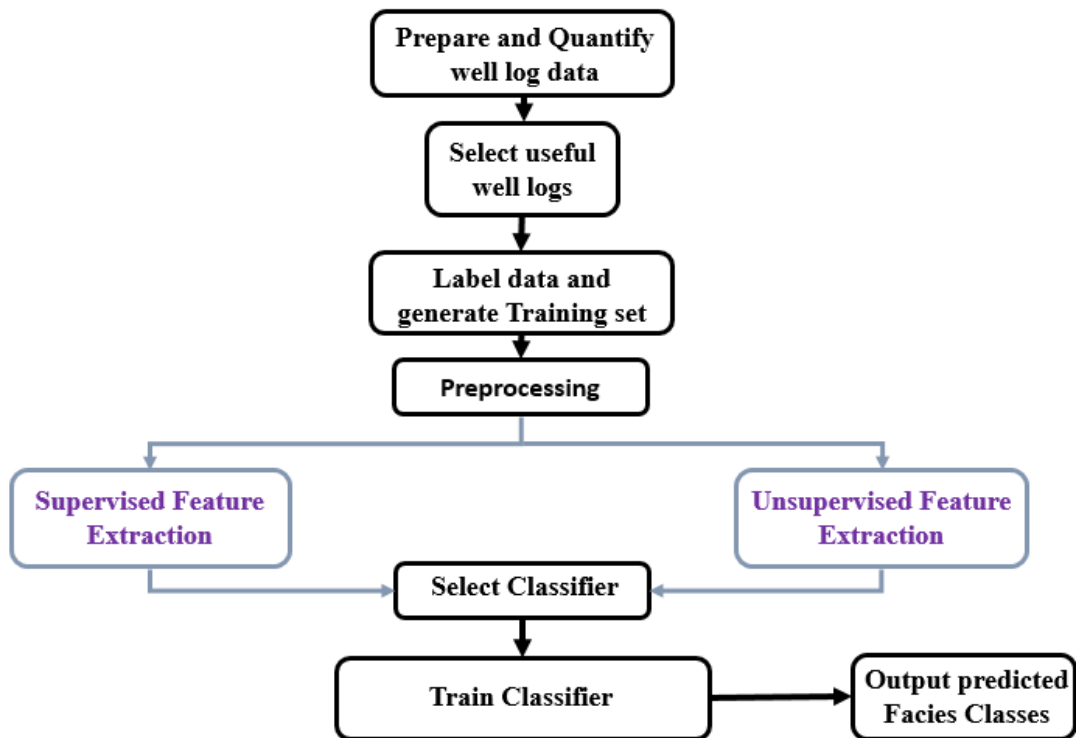 Prepare and Quantify
well log data
Select useful
well logs
Label data and
generate Training set
Preprocessing
Supervised Feature
Extraction
Unsupervised Feature
Extraction
Select Classifier
Train Classifier
Output predicted
Facies Classes